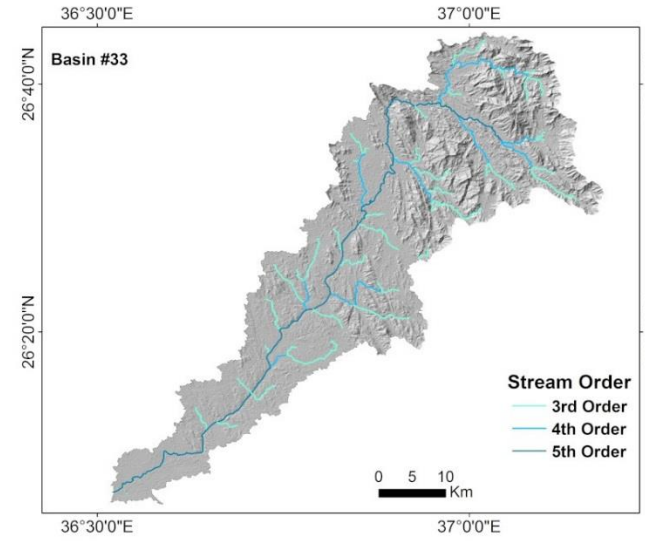 36°30'0"E 37°0'0"E
Basin #33
26°40'0"N
26°20'0"N
Stream Order
3rd Order
4th Order
5th Order
0 5 10
Km
36°30'0"E 37°0'0"E